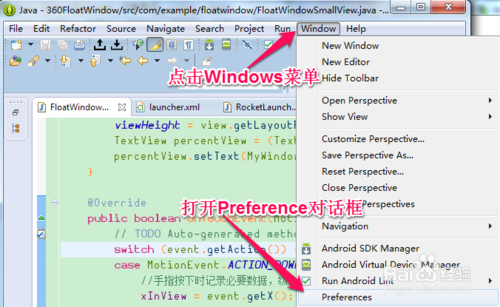 Java - 360FloatWindow/src/com/example/floatwindow/FloatWindowSmallView.java -
File Edit Refactor Source Navigate Search Project Run Window Help
点击Windows菜单
New Window
New Editor
Hide Toolbar
Open Perspective
Show View
Customize Perspective...
Save Perspective As...
Reset Perspective...
Close Perspective
Navigation
Android SDK Manager
Android Virtual Device Manager
Run Android Lint
Preferences
FloatWindow...
launcher.xml
RocketLaunch...
viewHeight = view.getLayoutP
TextView percentView = (Text
percentView.setText(MyWindow
}
打开Preference对话框
@Override
public boolean
// TODO Auto-generated metho
switch (event.getAction())
case MotionEvent.ACTION_DOWN
//手指按下时记录必要数据，纵
xInView = event.getX();